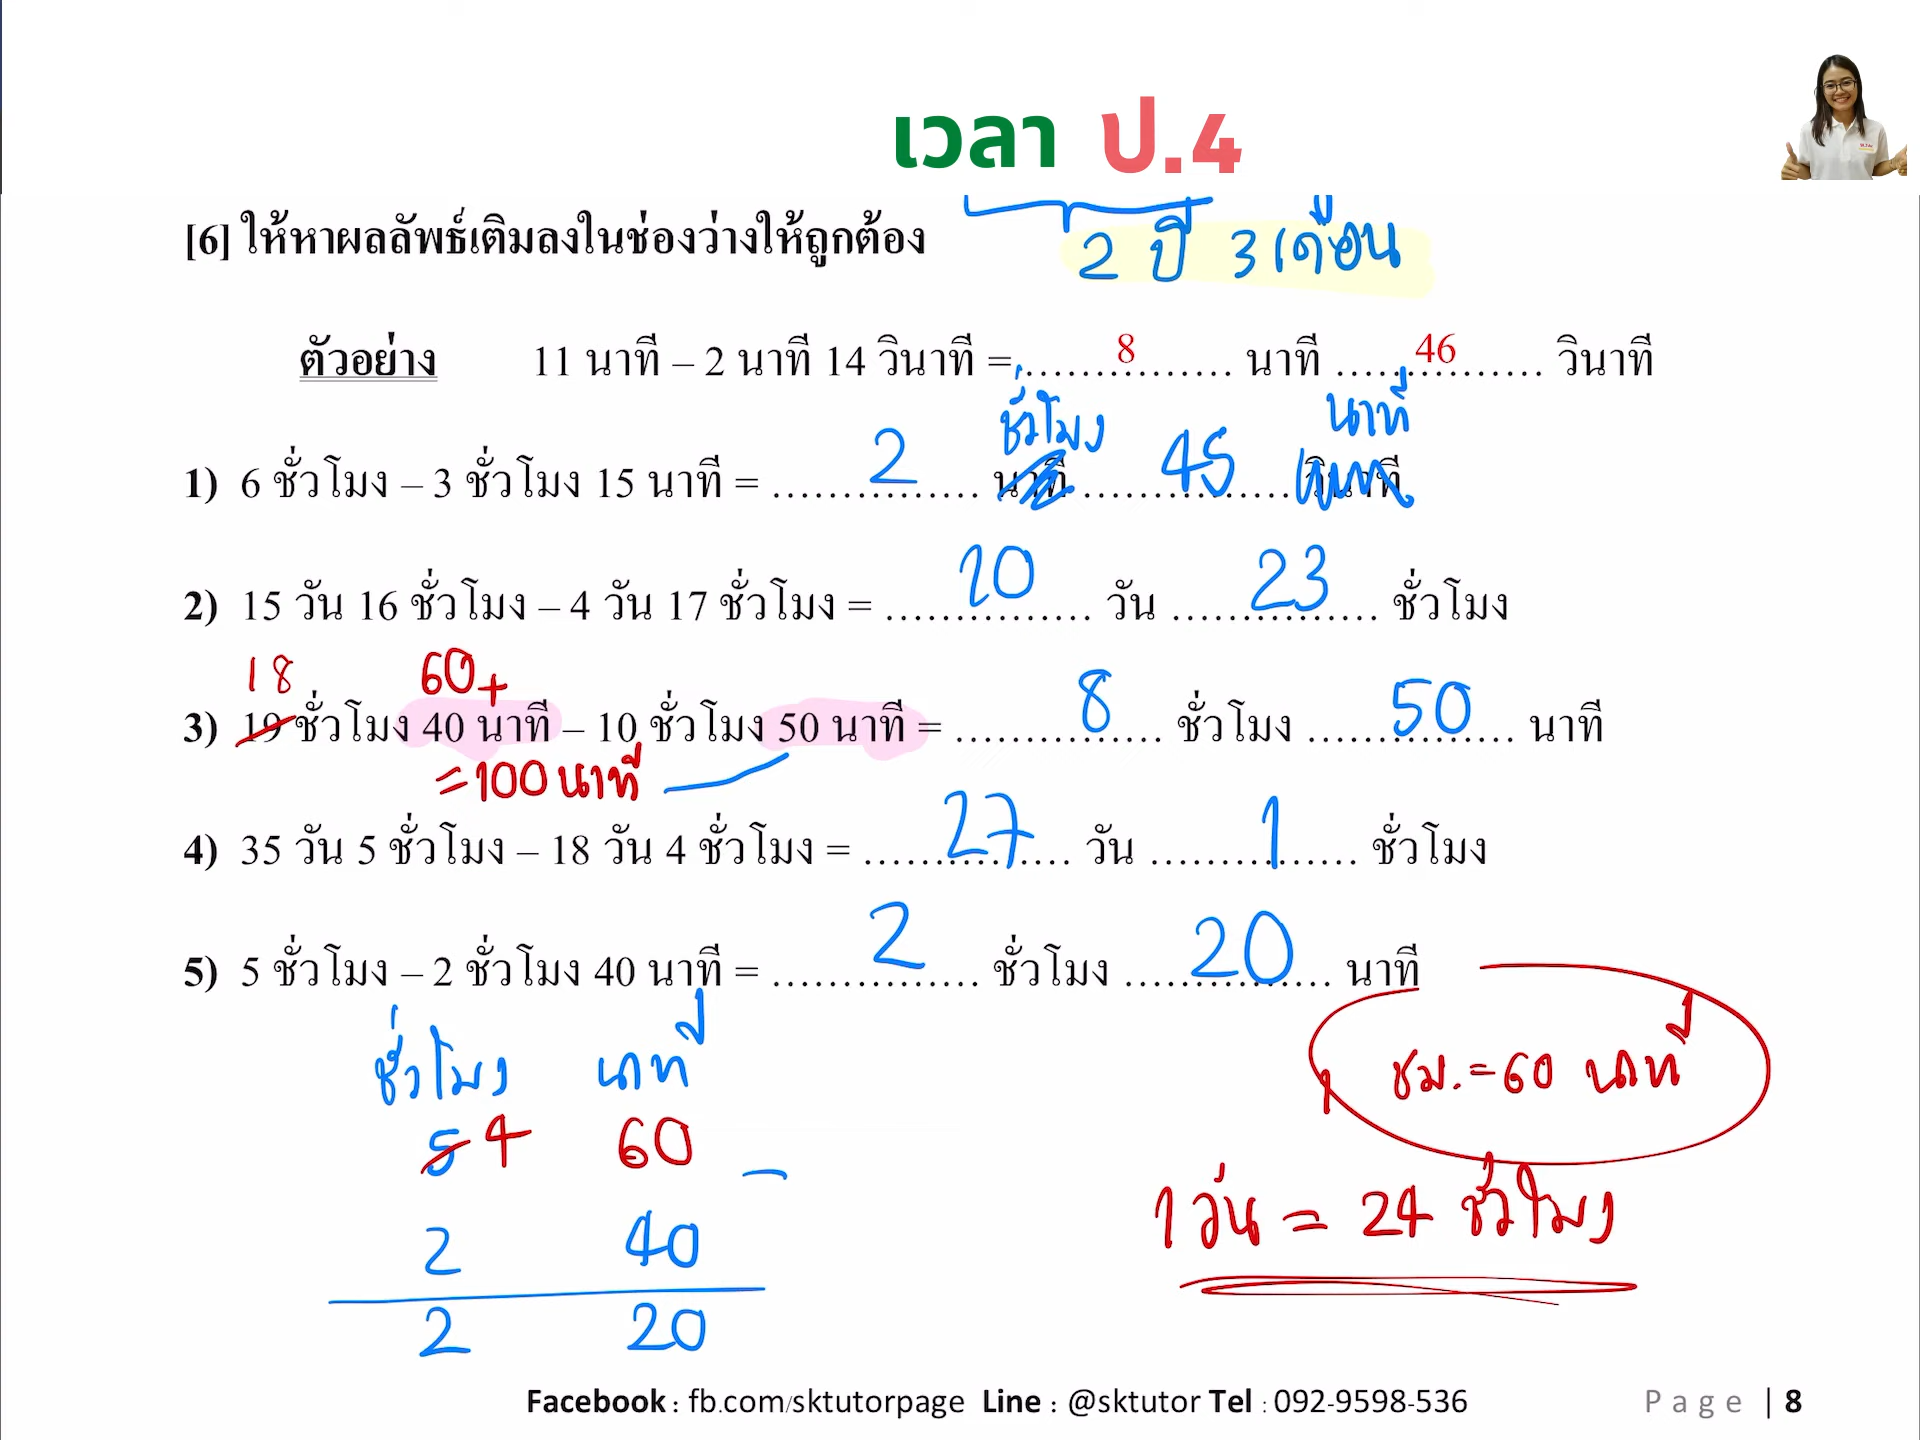 เวลา ป.4
[6] ให้หาผลลัพธ์เติมลงในช่องว่างให้ถูกต้อง
2 ปี 3 เดือน
ตัวอย่าง 11 นาที – 2 นาที 14 วินาที = ........8........ นาที ........46........ วินาที
ชั่วโมง นาที
1) 6 ชั่วโมง – 3 ชั่วโมง 15 นาที = ........2........ นาที ........45........ วินาที
2) 15 วัน 16 ชั่วโมง – 4 วัน 17 ชั่วโมง = ........10........ วัน ........23........ ชั่วโมง
18 60+
3) 19 ชั่วโมง 40 นาที – 10 ชั่วโมง 50 นาที = ........8........ ชั่วโมง ........50........ นาที
=100 นาที
4) 35 วัน 5 ชั่วโมง – 18 วัน 4 ชั่วโมง = ........27........ วัน ........1........ ชั่วโมง
5) 5 ชั่วโมง – 2 ชั่วโมง 40 นาที = ........2........ ชั่วโมง ........20........ นาที
ชั่วโมง นาที
5 4 60 –
2 40
2 20
1 ชม. = 60 นาที
1 วัน = 24 ชั่วโมง
Facebook : fb.com/sktutorpage Line : @sktutor Tel : 092-9598-536
Page | 8